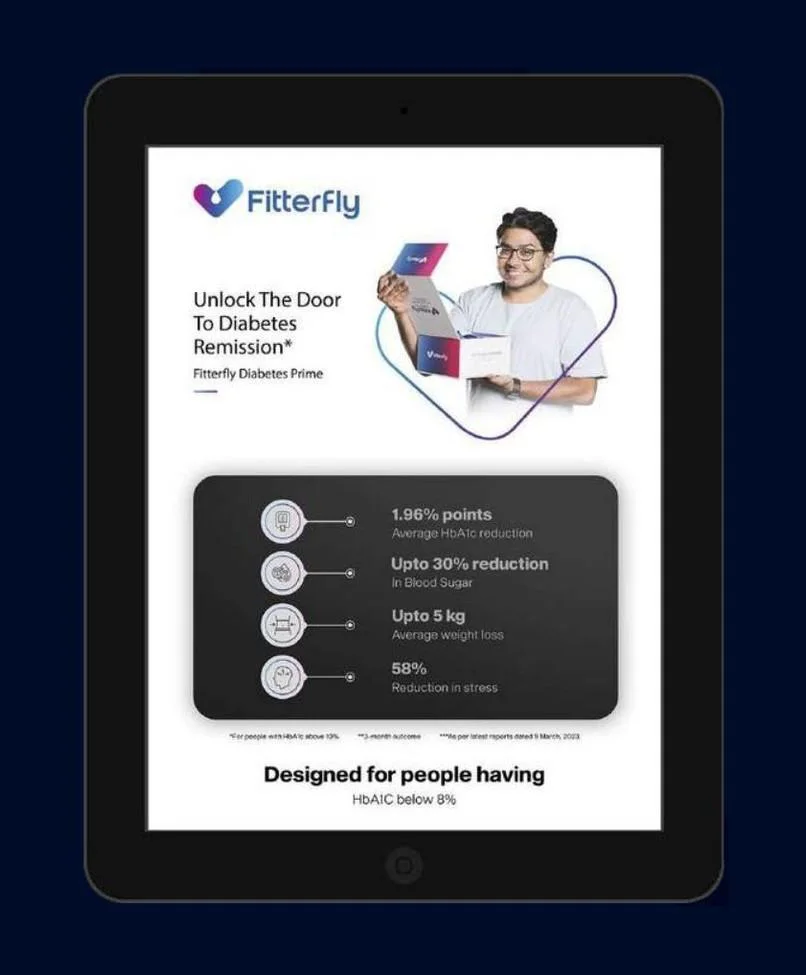 Fitterfly
Unlock The Door
To Diabetes
Remission*
Fitterfly Diabetes Prime
Fitterfly
1.96% points
Average HbA1c reduction
Upto 30% reduction
In Blood Sugar
Upto 5 kg
Average weight loss
58%
Reduction in stress
*For people with HbA1c above 10% **3-month outcome ***As per latest reports dated 9 March, 2023.
Designed for people having
HbA1C below 8%